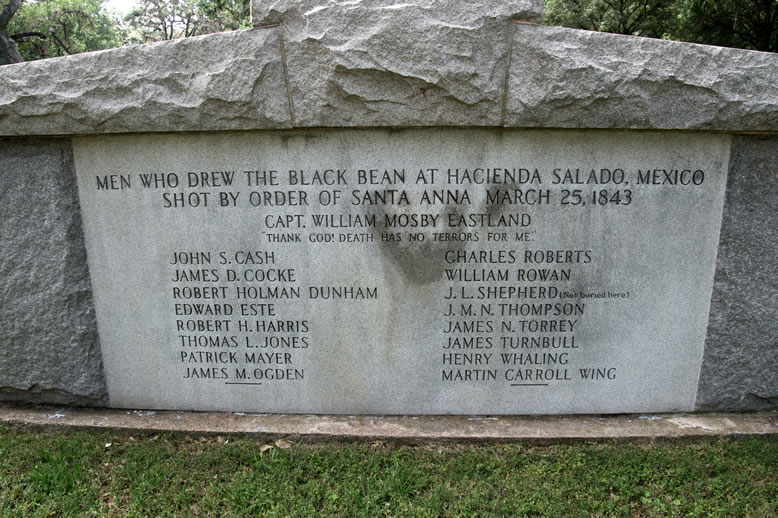 MEN WHO DREW THE BLACK BEAN AT HACIENDA SALADO, MEXICO
SHOT BY ORDER OF SANTA ANNA MARCH 25, 1843
CAPT. WILLIAM MOSBY EASTLAND
"THANK GOD! DEATH HAS NO TERRORS FOR ME."
JOHN S. CASH
JAMES D. COCKE
ROBERT HOLMAN DUNHAM
EDWARD ESTE
ROBERT H. HARRIS
THOMAS L. JONES
PATRICK MAYER
JAMES M. OGDEN
CHARLES ROBERTS
WILLIAM ROWAN
J. L. SHEPHERD (Not buried here)
J. M. N. THOMPSON
JAMES N. TORREY
JAMES TURNBULL
HENRY WHALING
MARTIN CARROLL WING